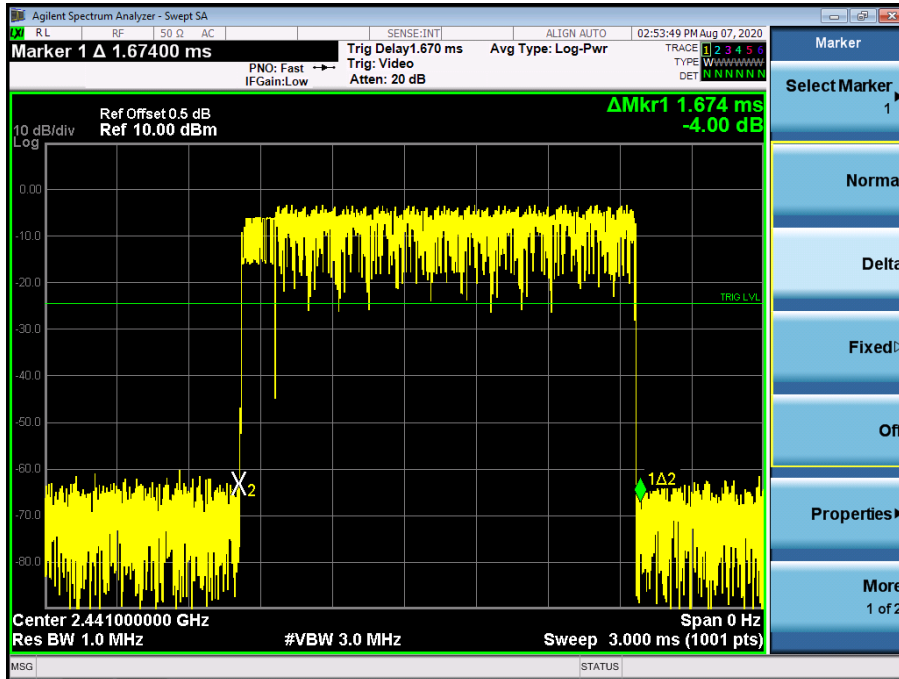 Agilent Spectrum Analyzer - Swept SA
LXI RL RF 50 Ω AC SENSE:INT ALIGN AUTO 02:53:49 PM Aug 07, 2020
Marker 1 Δ 1.67400 ms
PNO: Fast
IFGain:Low
Trig Delay1.670 ms
Trig: Video
Atten: 20 dB
Avg Type: Log-Pwr
TRACE 1 2 3 4 5 6
TYPE WWWWWW
DET N N N N N N
ΔMkr1 1.674 ms
-4.00 dB
Ref Offset 0.5 dB
10 dB/div Ref 10.00 dBm
Log
0.00
-10.0
-20.0
TRIG LVL
-30.0
-40.0
-50.0
-60.0
2
1Δ2
-70.0
-80.0
Center 2.441000000 GHz Span 0 Hz
Res BW 1.0 MHz #VBW 3.0 MHz Sweep 3.000 ms (1001 pts)
MSG STATUS
Marker
Select Marker
1
Norma
Delta
Fixed
Off
Properties
More
1 of 2